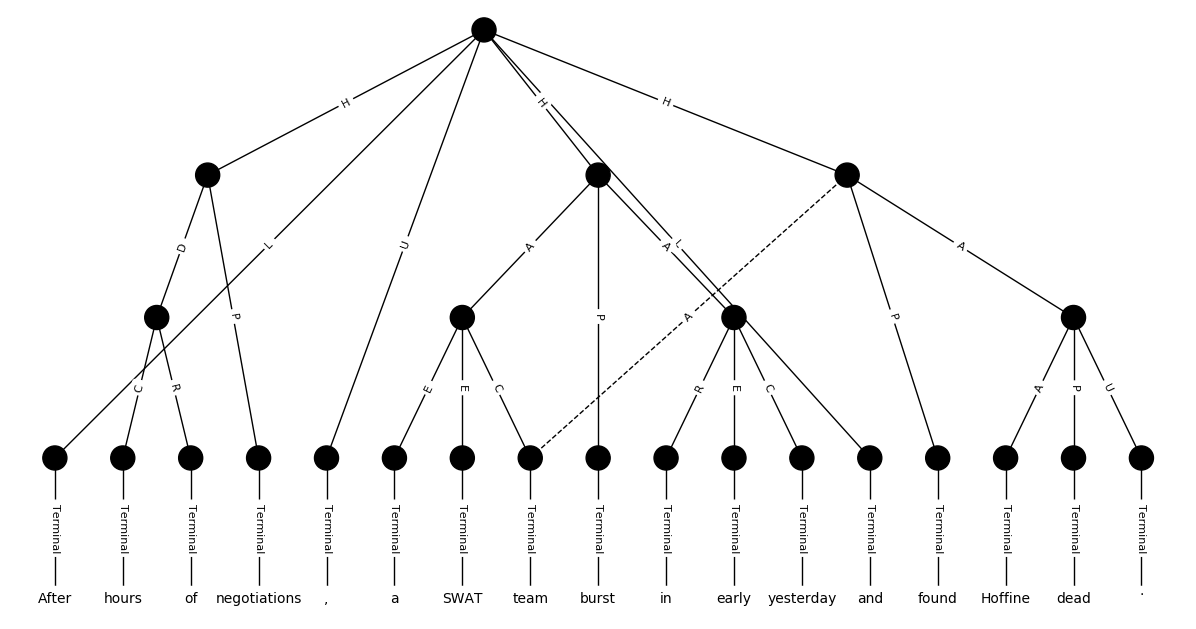 H H H
D L U A A L A
P P A P
C R E E C R E C A P U
Terminal Terminal Terminal Terminal Terminal Terminal Terminal Terminal Terminal Terminal Terminal Terminal Terminal Terminal Terminal Terminal Terminal
After hours of negotiations , a SWAT team burst in early yesterday and found Hoffine dead .